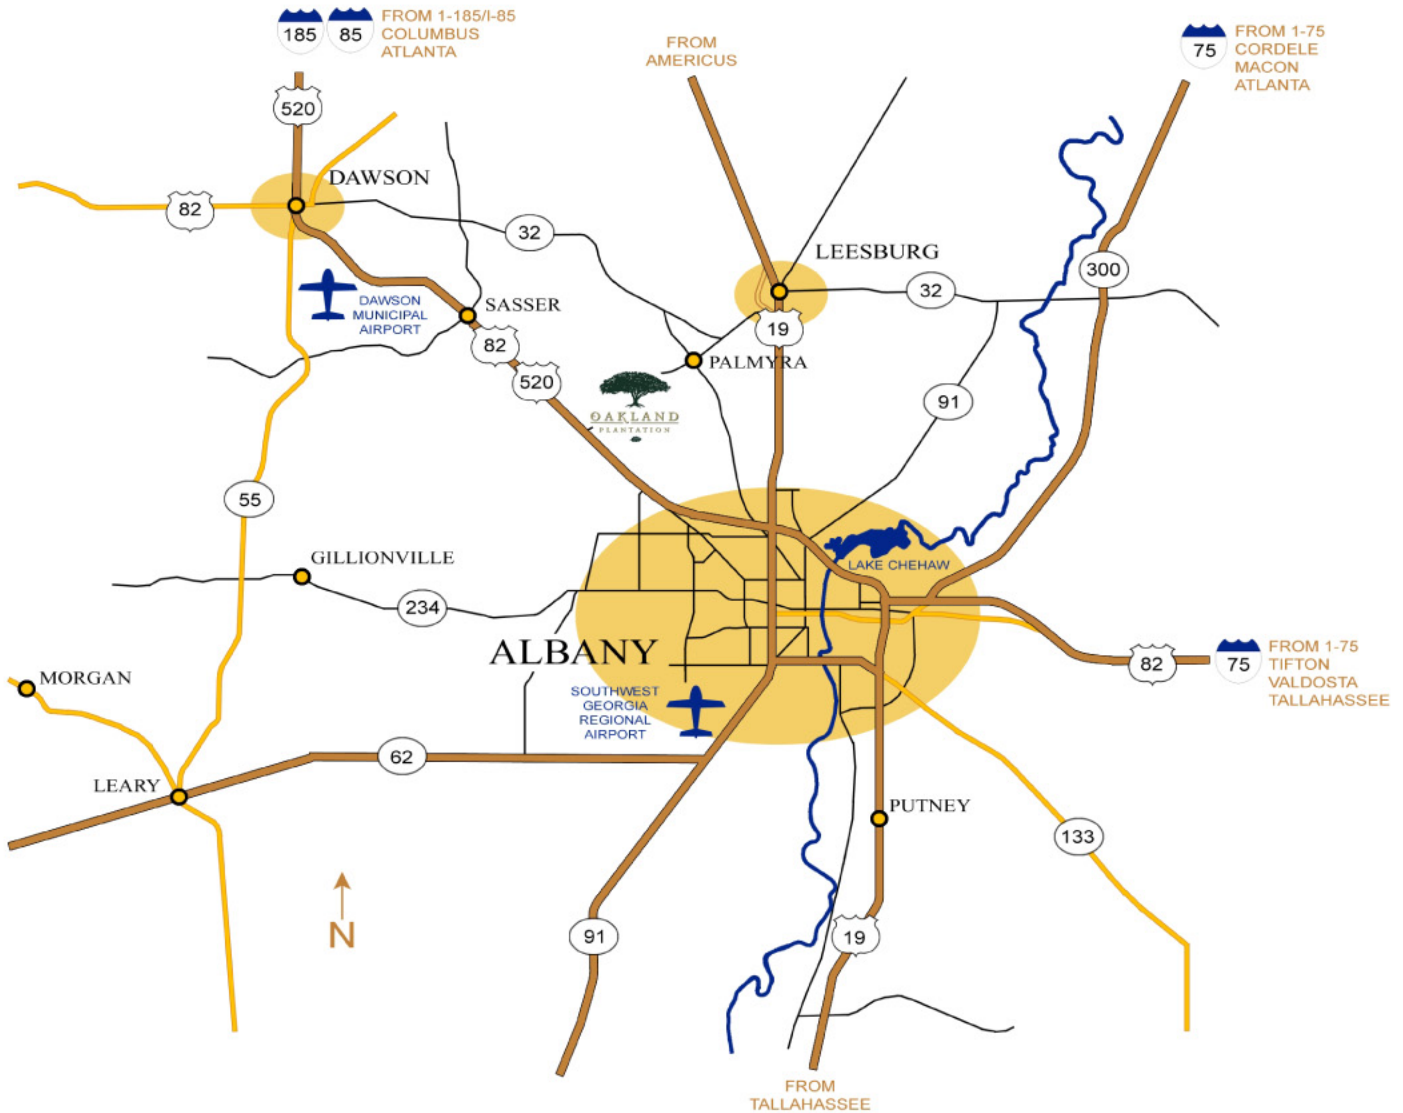 185
85
FROM 1-185/I-85
COLUMBUS
ATLANTA
FROM
AMERICUS
75
FROM 1-75
CORDELE
MACON
ATLANTA
520
DAWSON
82
32
LEESBURG
300
32
DAWSON
MUNICIPAL
AIRPORT
SASSER
19
82
PALMYRA
520
OAKLAND
PLANTATION
91
55
GILLIONVILLE
LAKE CHEHAW
234
ALBANY
82
75
FROM 1-75
TIFTON
VALDOSTA
TALLAHASSEE
MORGAN
SOUTHWEST
GEORGIA
REGIONAL
AIRPORT
62
LEARY
PUTNEY
133
N
91
19
FROM
TALLAHASSEE